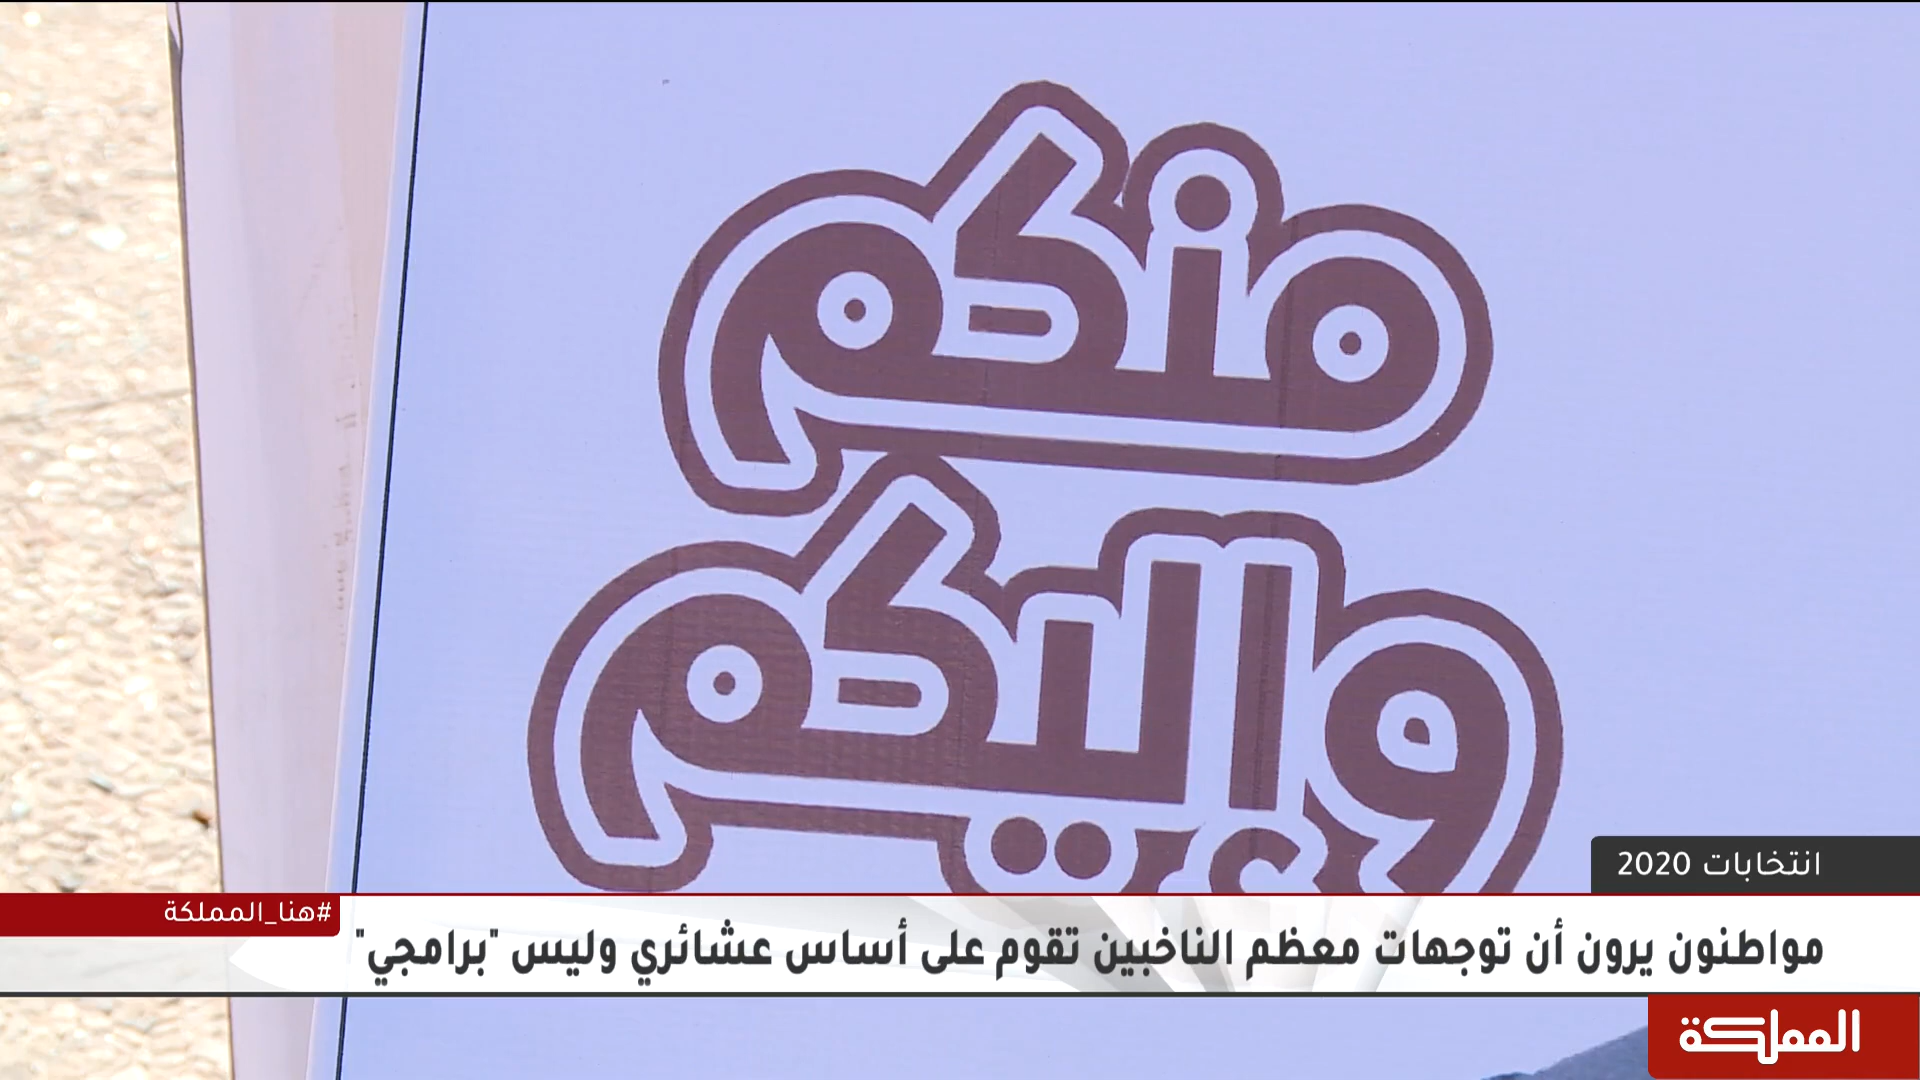 منكم
واليكم
انتخابات 2020
#هنا_المملكة
مواطنون يرون أن توجهات معظم الناخبين تقوم على أساس عشائري وليس "برامجي"
المملكة